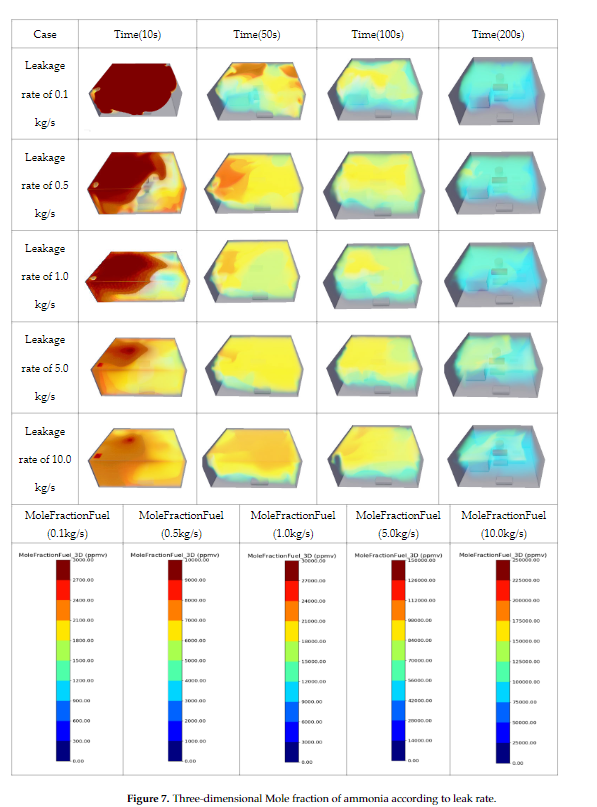 Case
Time(10s)
Time(50s)
Time(100s)
Time(200s)
Leakage
rate of 0.1
kg/s
Leakage
rate of 0.5
kg/s
Leakage
rate of 1.0
kg/s
Leakage
rate of 5.0
kg/s
Leakage
rate of 10.0
kg/s
MoleFractionFuel
(0.1kg/s)
MoleFractionFuel
(0.5kg/s)
MoleFractionFuel
(1.0kg/s)
MoleFractionFuel
(5.0kg/s)
MoleFractionFuel
(10.0kg/s)
MoleFractionFuel_3D (ppmv)
3000.00
2700.00
2400.00
2100.00
1800.00
1500.00
1200.00
900.00
600.00
300.00
0.00
MoleFractionFuel_3D (ppmv)
10000.00
9000.00
8000.00
7000.00
6000.00
5000.00
4000.00
3000.00
2000.00
1000.00
0.00
MoleFractionFuel_3D (ppmv)
30000.00
27000.00
24000.00
21000.00
18000.00
15000.00
12000.00
9000.00
6000.00
3000.00
0.00
MoleFractionFuel_3D (ppmv)
126000.00
112000.00
98000.00
84000.00
70000.00
56000.00
42000.00
28000.00
14000.00
0.00
MoleFractionFuel_3D (ppmv)
250000.00
225000.00
200000.00
175000.00
150000.00
125000.00
100000.00
75000.00
50000.00
25000.00
0.00
Figure 7. Three-dimensional Mole fraction of ammonia according to leak rate.